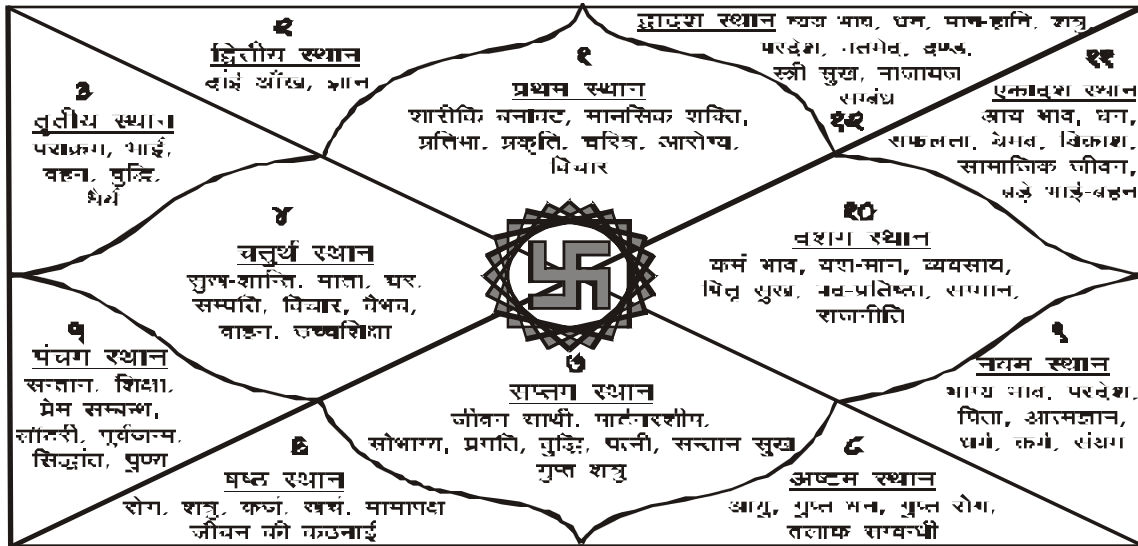 १
प्रथम स्थान
शारीकि बनावट, मानसिक शक्ति,
प्रतिभा, प्रकृति, चरित्र, आरोग्य,
विचार
२
द्वितीय स्थान
दांई आँख, ज्ञान
३
तृतीय स्थान
पराक्रम, भाई,
बहन, बुद्धि,
धैर्य
४
चतुर्थ स्थान
सुख-शान्ति, माता, घर,
सम्पति, विचार, वैभव,
वाहन, उच्चशिक्षा
५
पंचम स्थान
सन्तान, शिक्षा,
प्रेम सम्बन्ध,
पूर्वजन्म,
सिद्धांत, पुण्य
६
षष्ठ स्थान
रोग, शत्रु, कर्ज, खर्च, मामापक्ष
जीवन की कठनाई
७
सप्तम स्थान
जीवन साथी, पार्टनरशीप,
सोभाग्य, प्रगति, बुद्धि, पत्नी, सन्तान सुख
गुप्त शत्रु
८
अष्टम स्थान
आयु, गुप्त धन, गुप्त रोग,
तलाक सम्बन्धी
९
नवम स्थान
भाग्य भाव, परदेश,
पिता, आत्मज्ञान,
धर्म, कर्म, संयम
१०
दशम स्थान
कर्म भाव, यश-मान, व्यवसाय,
पितृ सुख, पद-प्रतिष्ठा, सम्मान,
राजनीति
११
एकादश स्थान
आय भाव, धन,
सफलता, वैभव, विकाश,
सामाजिक जीवन,
बड़े भाई-बहन
द्वादश स्थान व्यय भाव, धन, मान-हानि, शत्रु,
परदेश, मतभेद, दण्ड,
स्त्री सुख, नाजायज
सम्बंध
१२